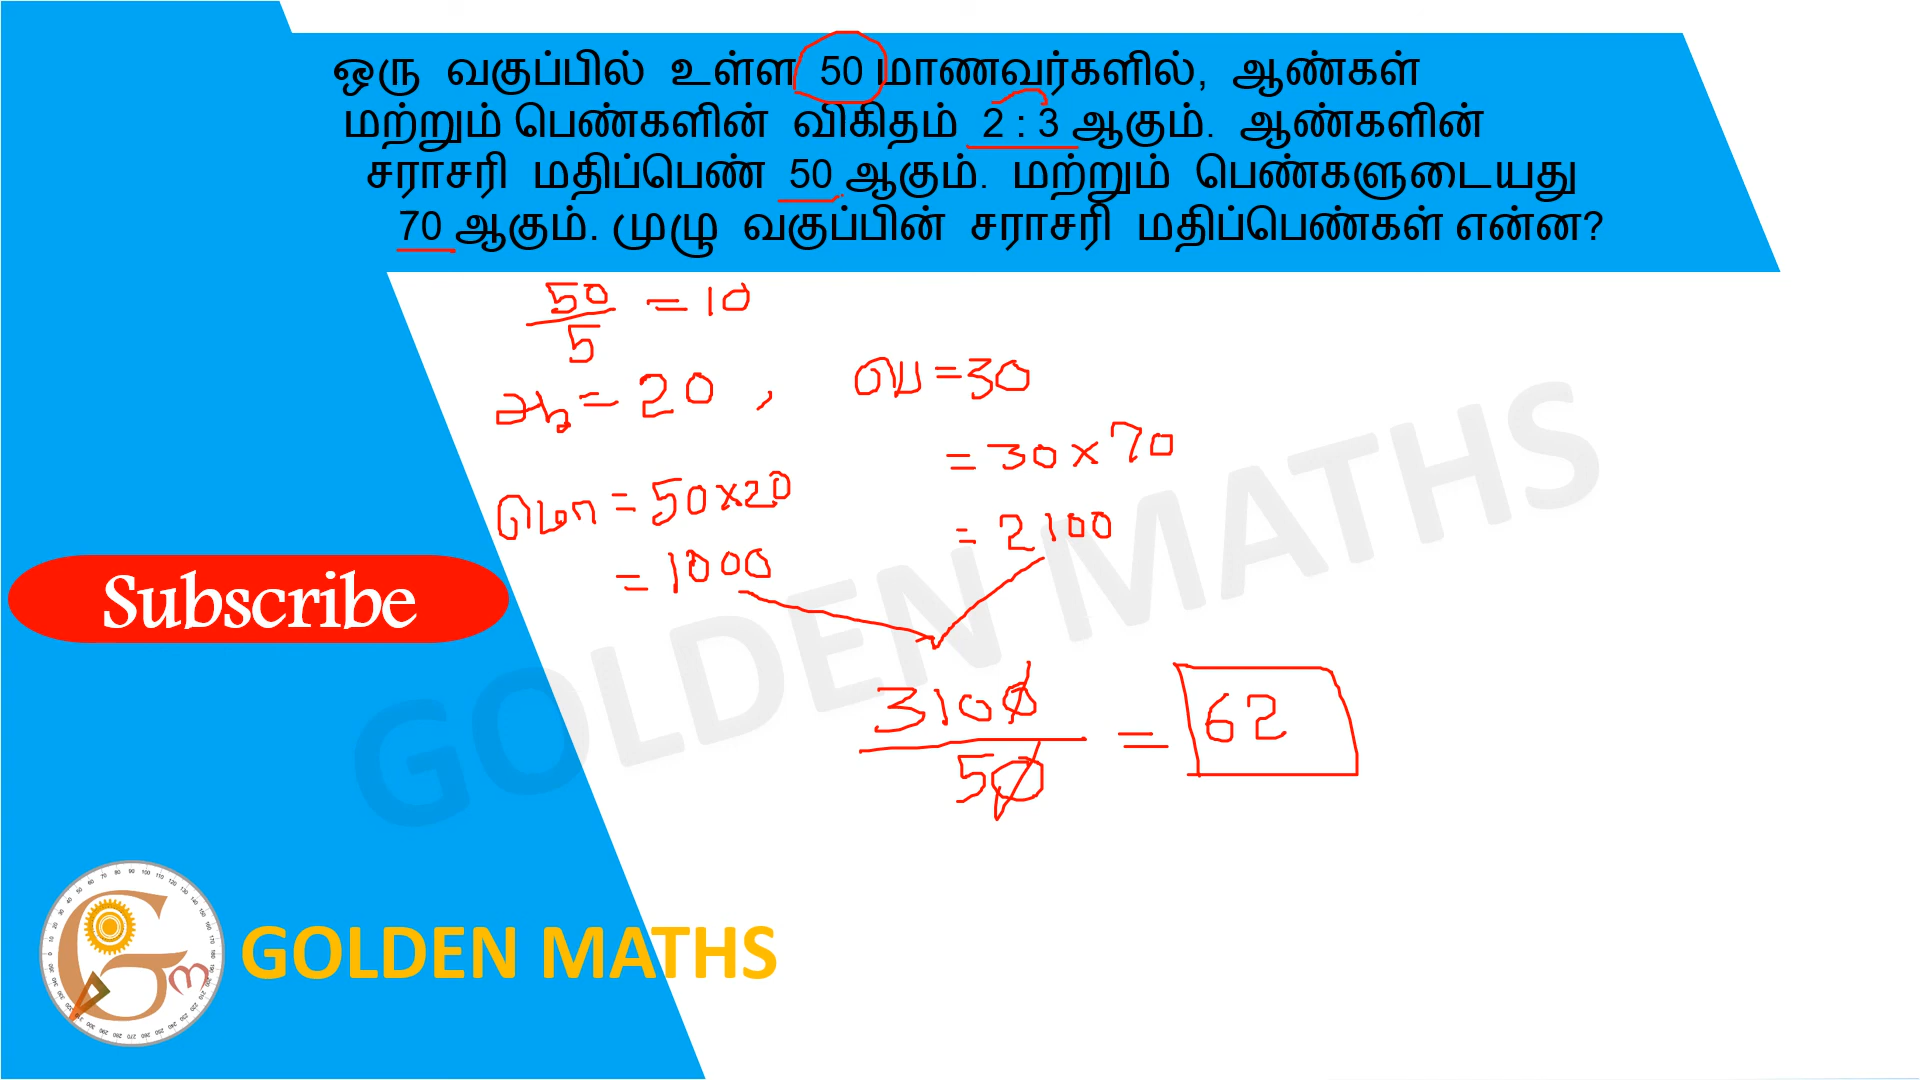 ஒரு வகுப்பில் உள்ள 50 மாணவர்களில், ஆண்கள்
மற்றும் பெண்களின் விகிதம் 2 : 3 ஆகும். ஆண்களின்
சராசரி மதிப்பெண் 50 ஆகும். மற்றும் பெண்களுடையது
70 ஆகும். முழு வகுப்பின் சராசரி மதிப்பெண்கள் என்ன?
50/5 = 10
ஆ = 20 , பெ = 30
= 30 x 70
= 50 x 20
= 2100
= 1000
3100/50 = 62
Subscribe
GOLDEN MATHS
GOLDEN MATHS